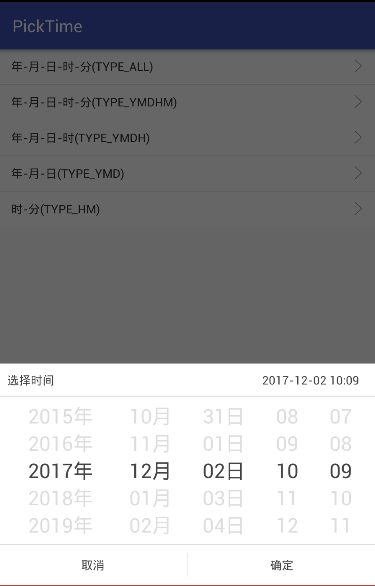 PickTime
年-月-日-时-分(TYPE_ALL)
年-月-日-时-分(TYPE_YMDHM)
年-月-日-时(TYPE_YMDH)
年-月-日(TYPE_YMD)
时-分(TYPE_HM)
选择时间 2017-12-02 10:09
2015年 10月 31日 08 07
2016年 11月 01日 09 08
2017年 12月 02日 10 09
2018年 01月 03日 11 10
2019年 02月 04日 12 11
取消 确定